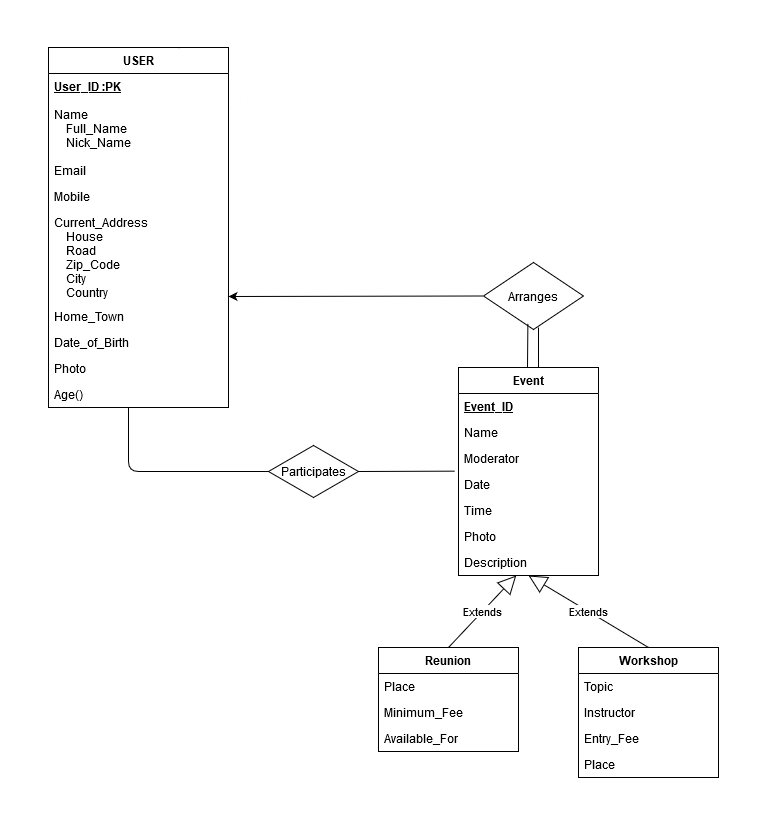 USER
User_ID:PK
Name
Full_Name
Nick_Name
Email
Mobile
Current_Address
House
Road
Zip_Code
City
Country
Home_Town
Date_of_Birth
Photo
Age()
Arranges
Participates
Event
Event_ID
Name
Moderator
Date
Time
Photo
Description
Extends
Extends
Reunion
Place
Minimum_Fee
Available_For
Workshop
Topic
Instructor
Entry_Fee
Place